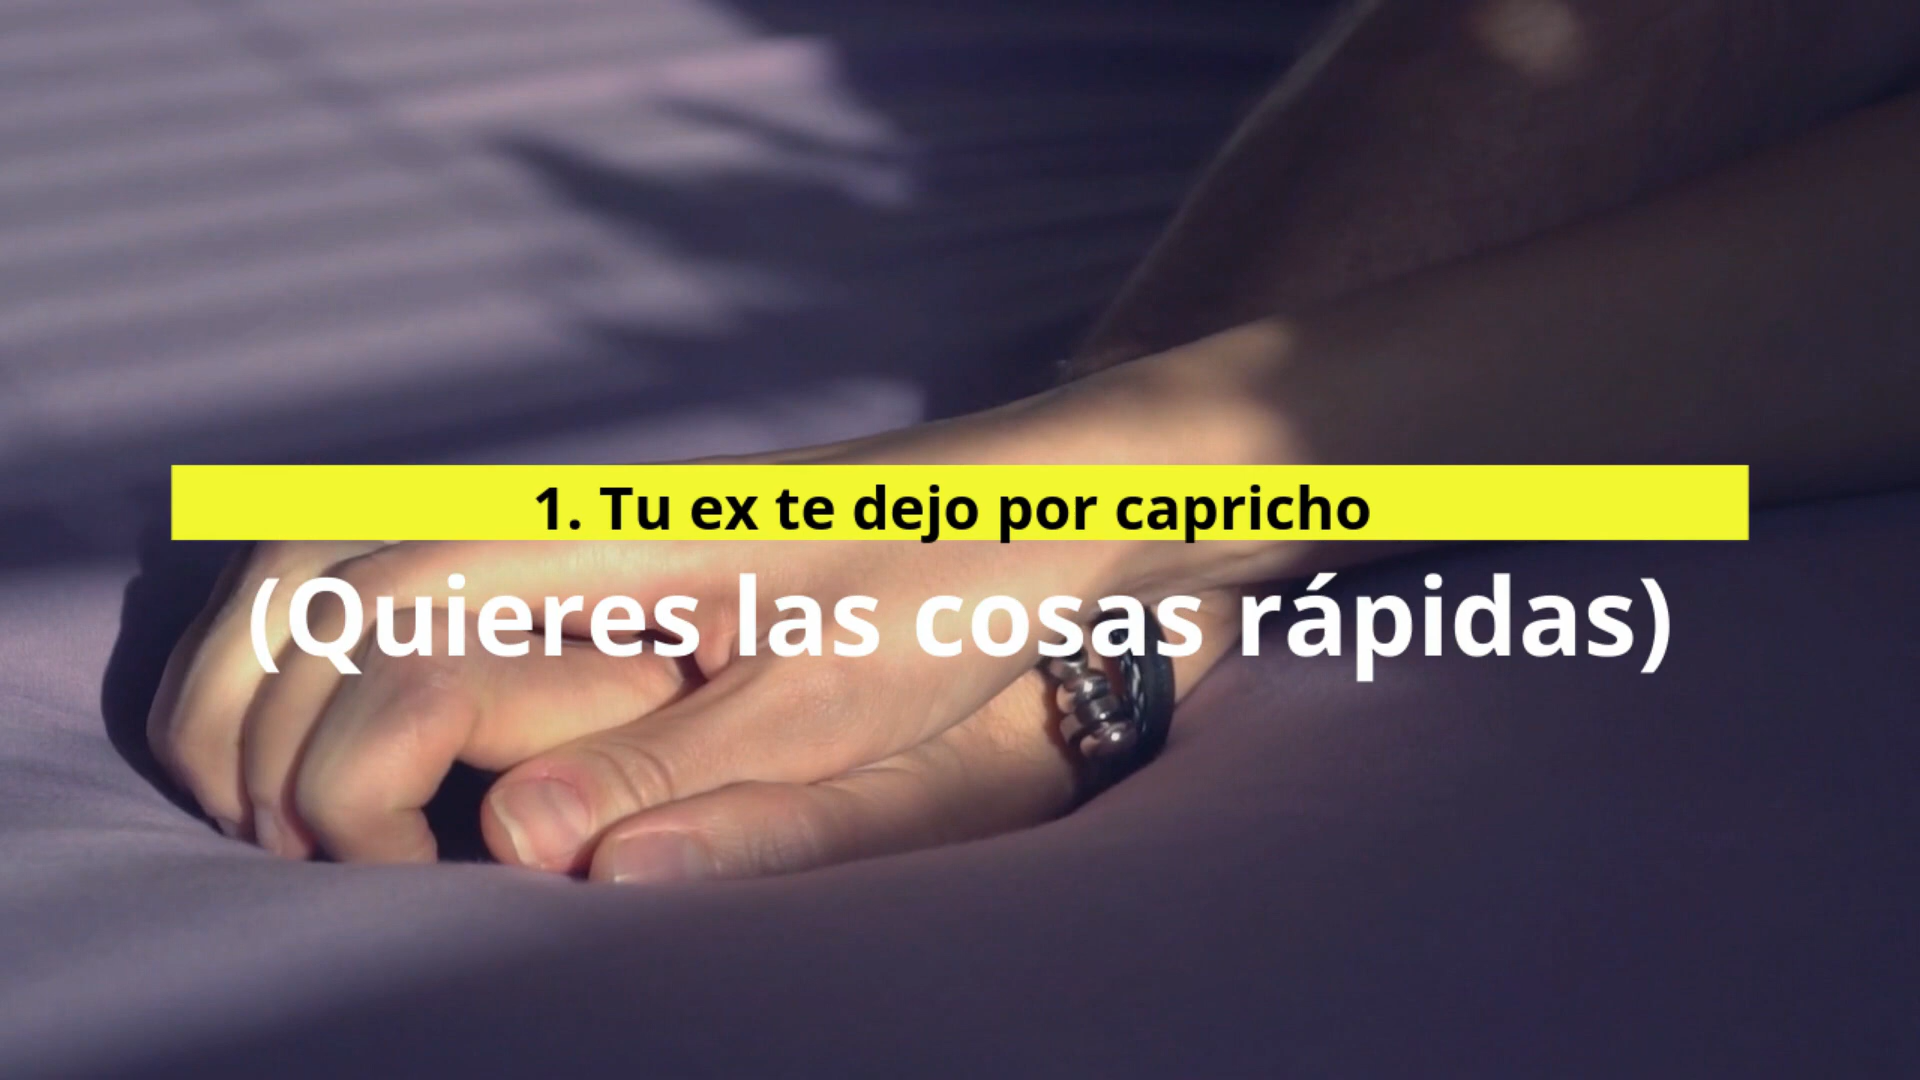 1. Tu ex te dejo por capricho
(Quieres las cosas rápidas)